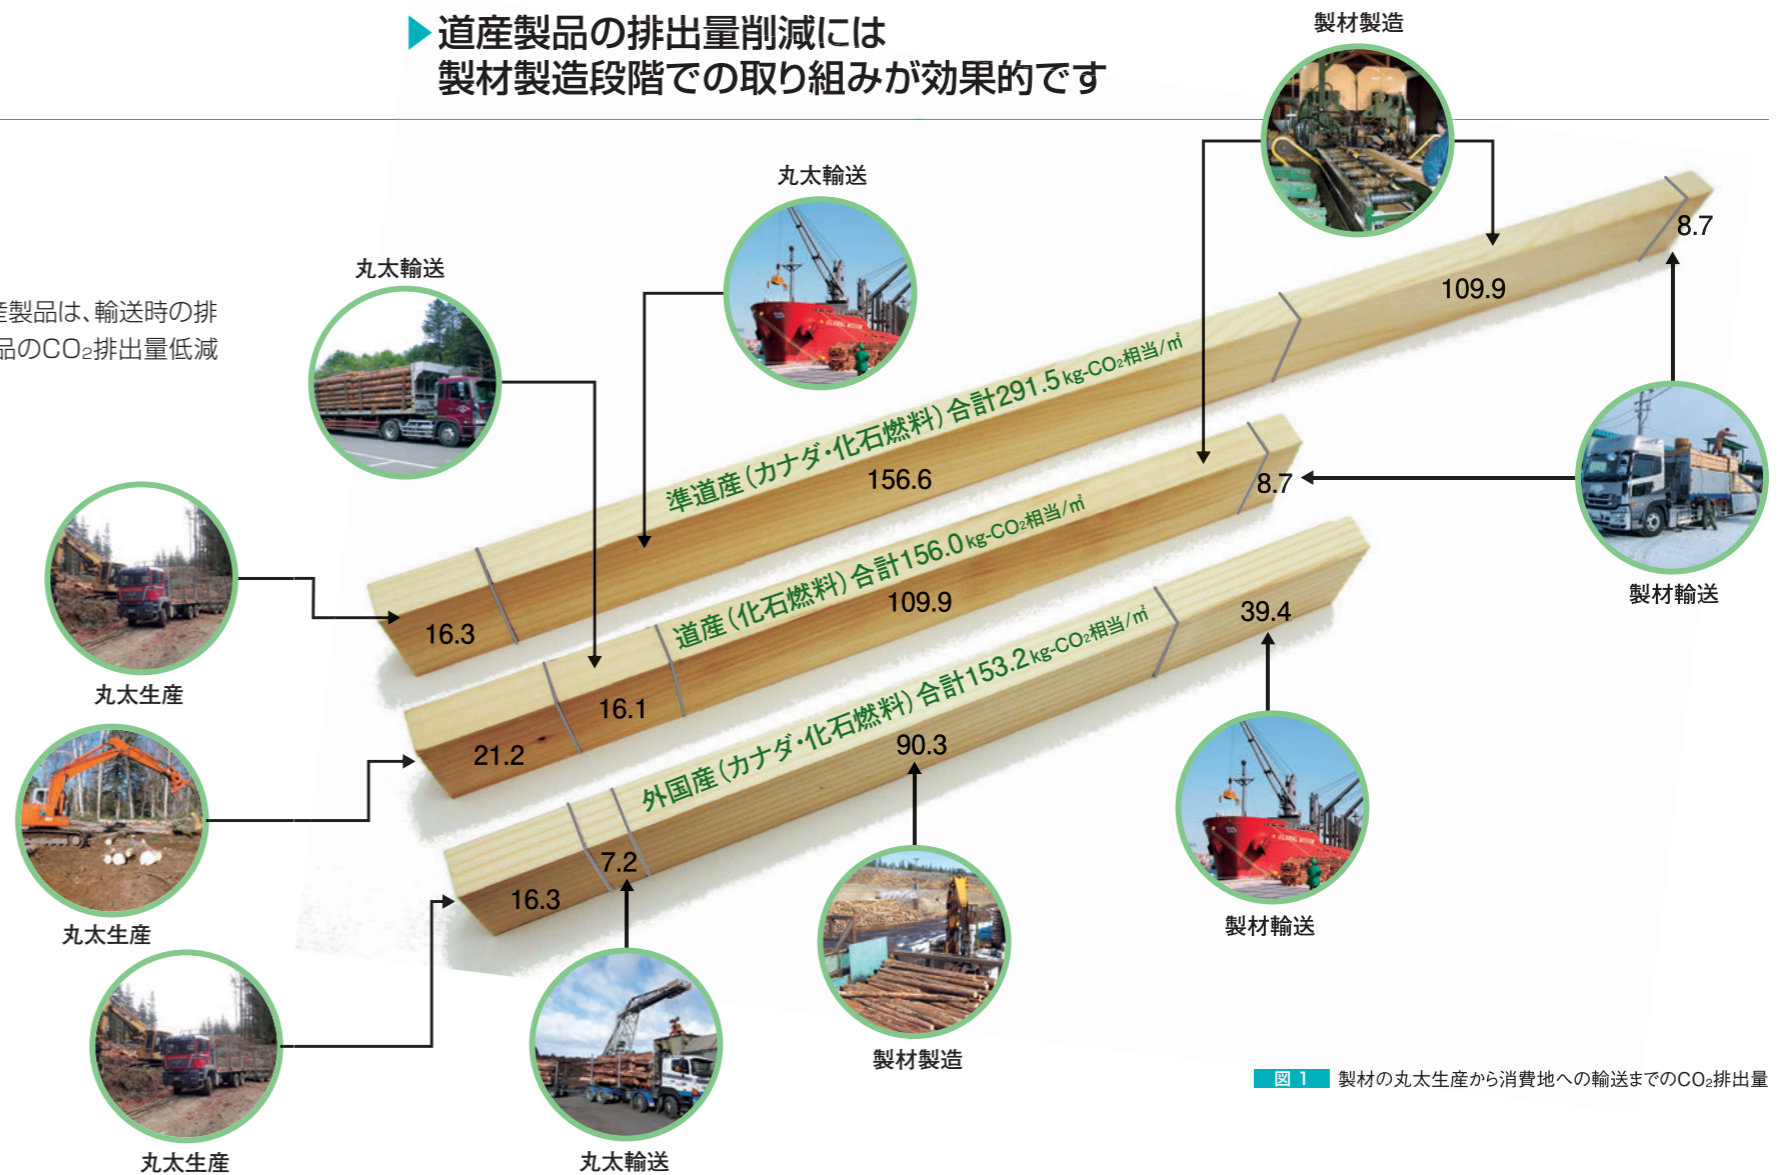 ▶道産製品の排出量削減には
製材製造段階での取り組みが効果的です
産製品は、輸送時の排
品のCO₂排出量低減
製材製造
丸太輸送
丸太輸送
準道産(カナダ・化石燃料)合計291.5kg-CO₂相当/㎥
16.3
156.6
109.9
8.7
道産(化石燃料)合計156.0kg-CO₂相当/㎥
21.2
16.1
109.9
8.7
外国産(カナダ・化石燃料)合計153.2kg-CO₂相当/㎥
16.3
7.2
90.3
39.4
丸太生産
丸太生産
丸太生産
丸太輸送
製材製造
製材輸送
製材輸送
図1 製材の丸太生産から消費地への輸送までのCO₂排出量